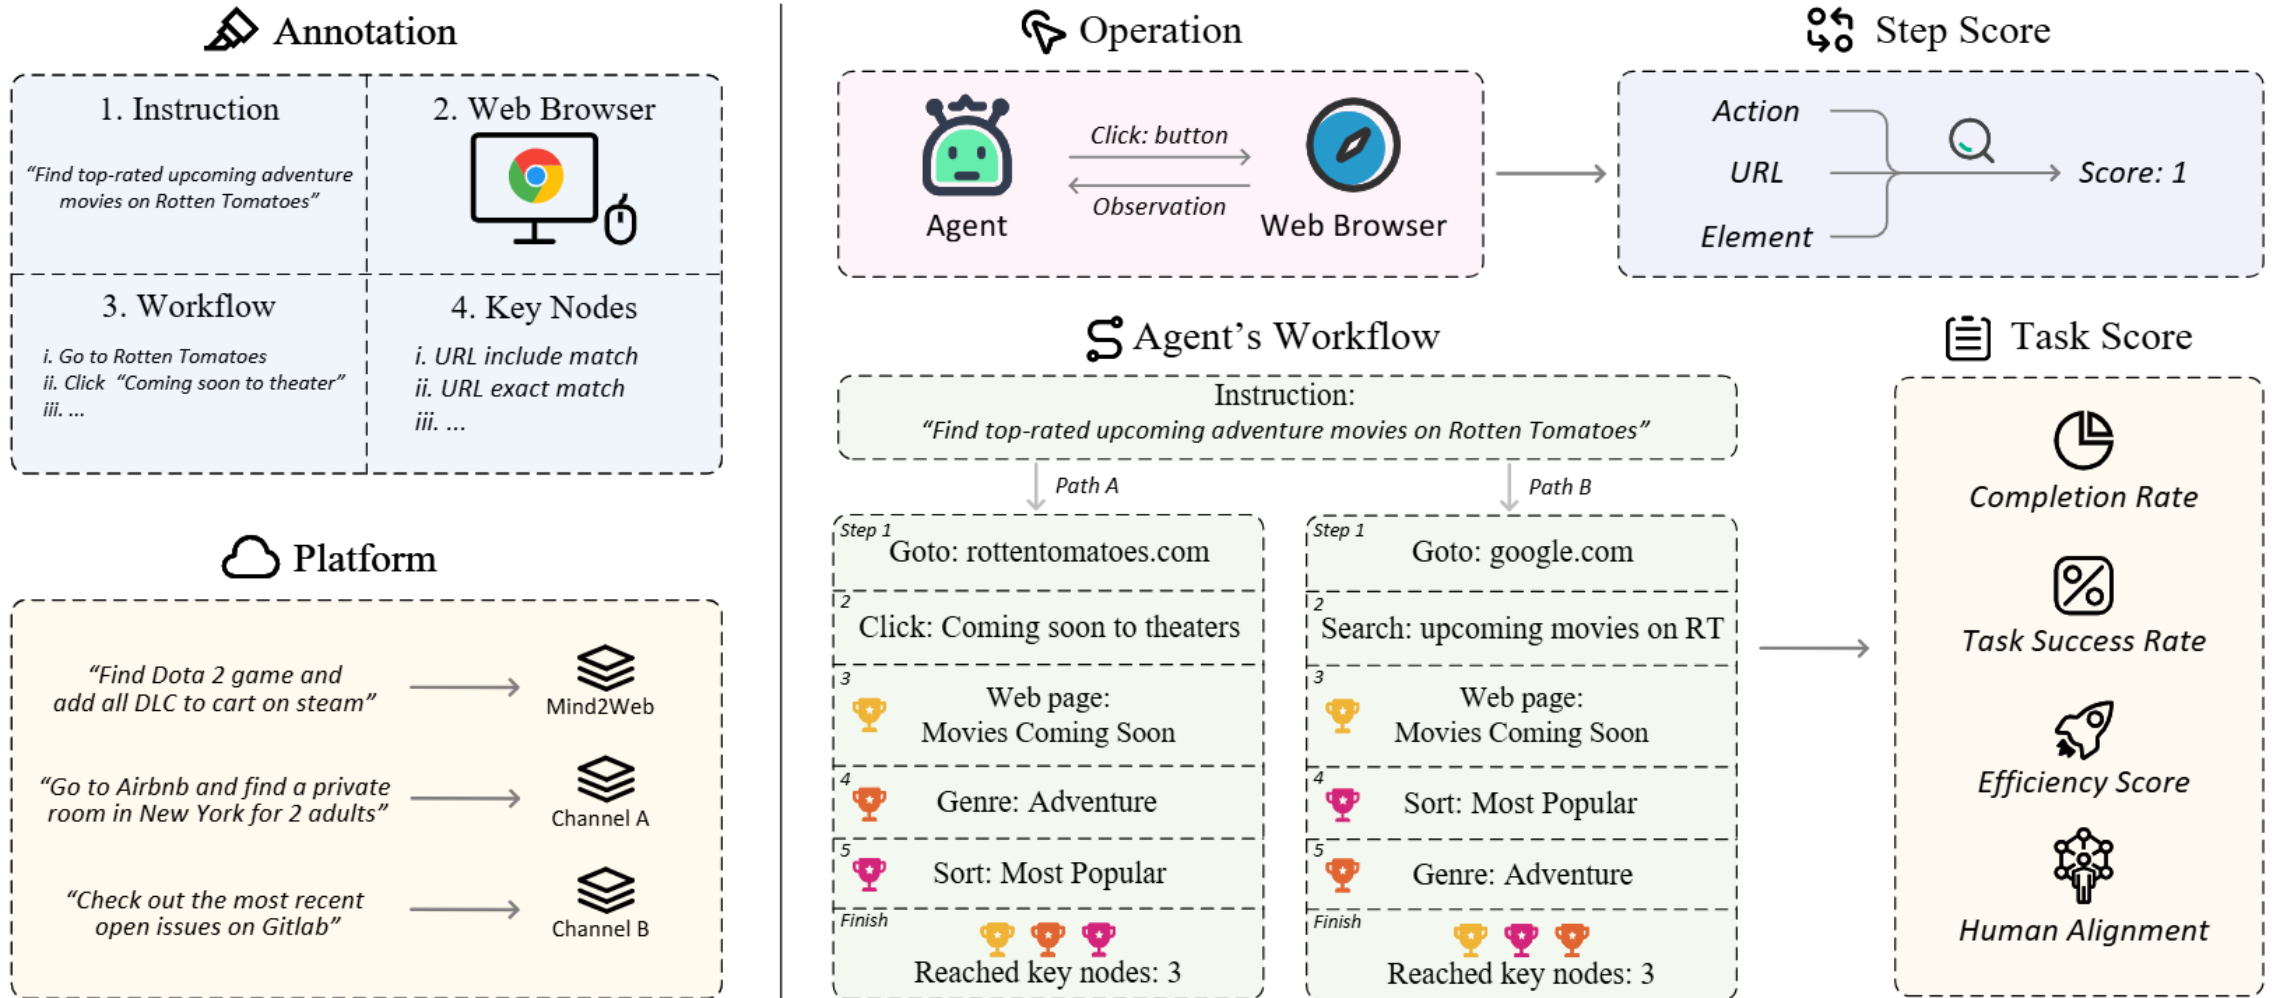 Annotation
1. Instruction
“Find top-rated upcoming adventure
movies on Rotten Tomatoes”
2. Web Browser
3. Workflow
i. Go to Rotten Tomatoes
ii. Click “Coming soon to theater”
iii. ...
4. Key Nodes
i. URL include match
ii. URL exact match
iii. ...
Platform
“Find Dota 2 game and
add all DLC to cart on steam”
Mind2Web
“Go to Airbnb and find a private
room in New York for 2 adults”
Channel A
“Check out the most recent
open issues on Gitlab”
Channel B
Operation
Agent
Click: button
Observation
Web Browser
Step Score
Action
URL
Element
Score: 1
Agent’s Workflow
Instruction:
“Find top-rated upcoming adventure movies on Rotten Tomatoes”
Path A
Step 1
Goto: rottentomatoes.com
2
Click: Coming soon to theaters
3
Web page:
Movies Coming Soon
4
Genre: Adventure
5
Sort: Most Popular
Finish
Reached key nodes: 3
Path B
Step 1
Goto: google.com
2
Search: upcoming movies on RT
3
Web page:
Movies Coming Soon
4
Sort: Most Popular
5
Genre: Adventure
Finish
Reached key nodes: 3
Task Score
Completion Rate
Task Success Rate
Efficiency Score
Human Alignment